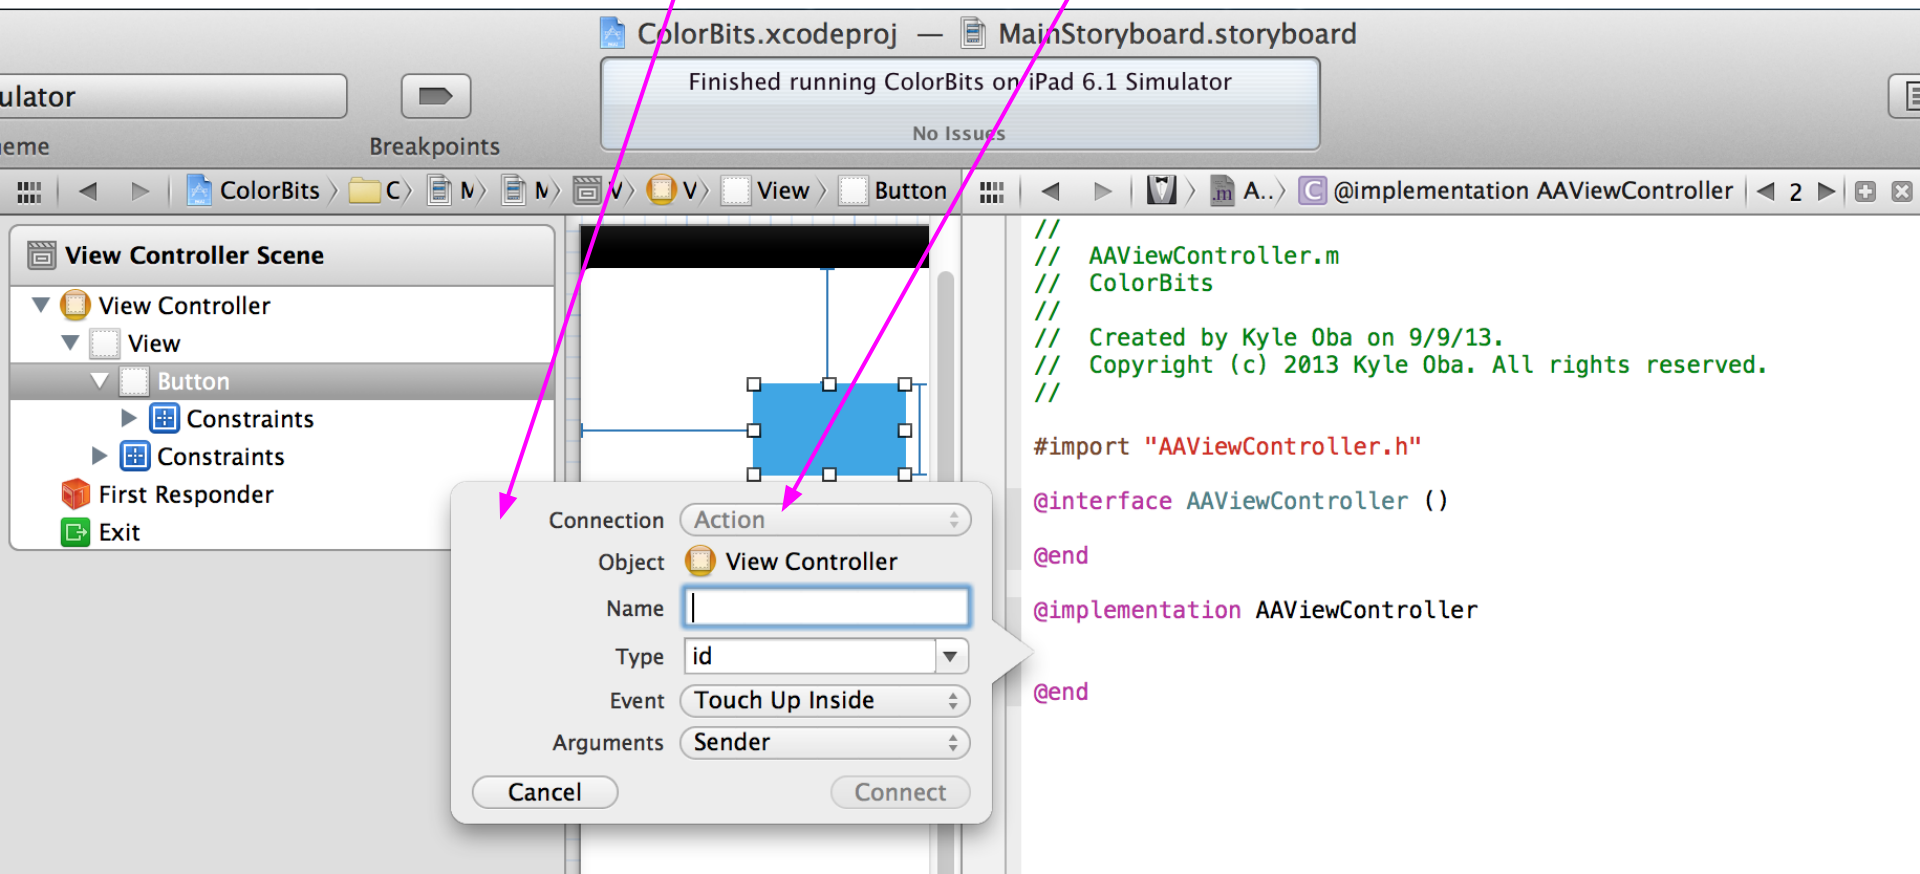 ColorBits.xcodeproj — MainStoryboard.storyboard
Finished running ColorBits on iPad 6.1 Simulator
No Issues
ulator
eme
Breakpoints
ColorBits C M M V V View Button
.m A.. C @implementation AAViewController 2
View Controller Scene
View Controller
View
Button
Constraints
Constraints
First Responder
Exit
Connection Action
Object View Controller
Name
Type id
Event Touch Up Inside
Arguments Sender
Cancel Connect
//
// AAViewController.m
// ColorBits
//
// Created by Kyle Oba on 9/9/13.
// Copyright (c) 2013 Kyle Oba. All rights reserved.
//
#import "AAViewController.h"
@interface AAViewController ()
@end
@implementation AAViewController
@end